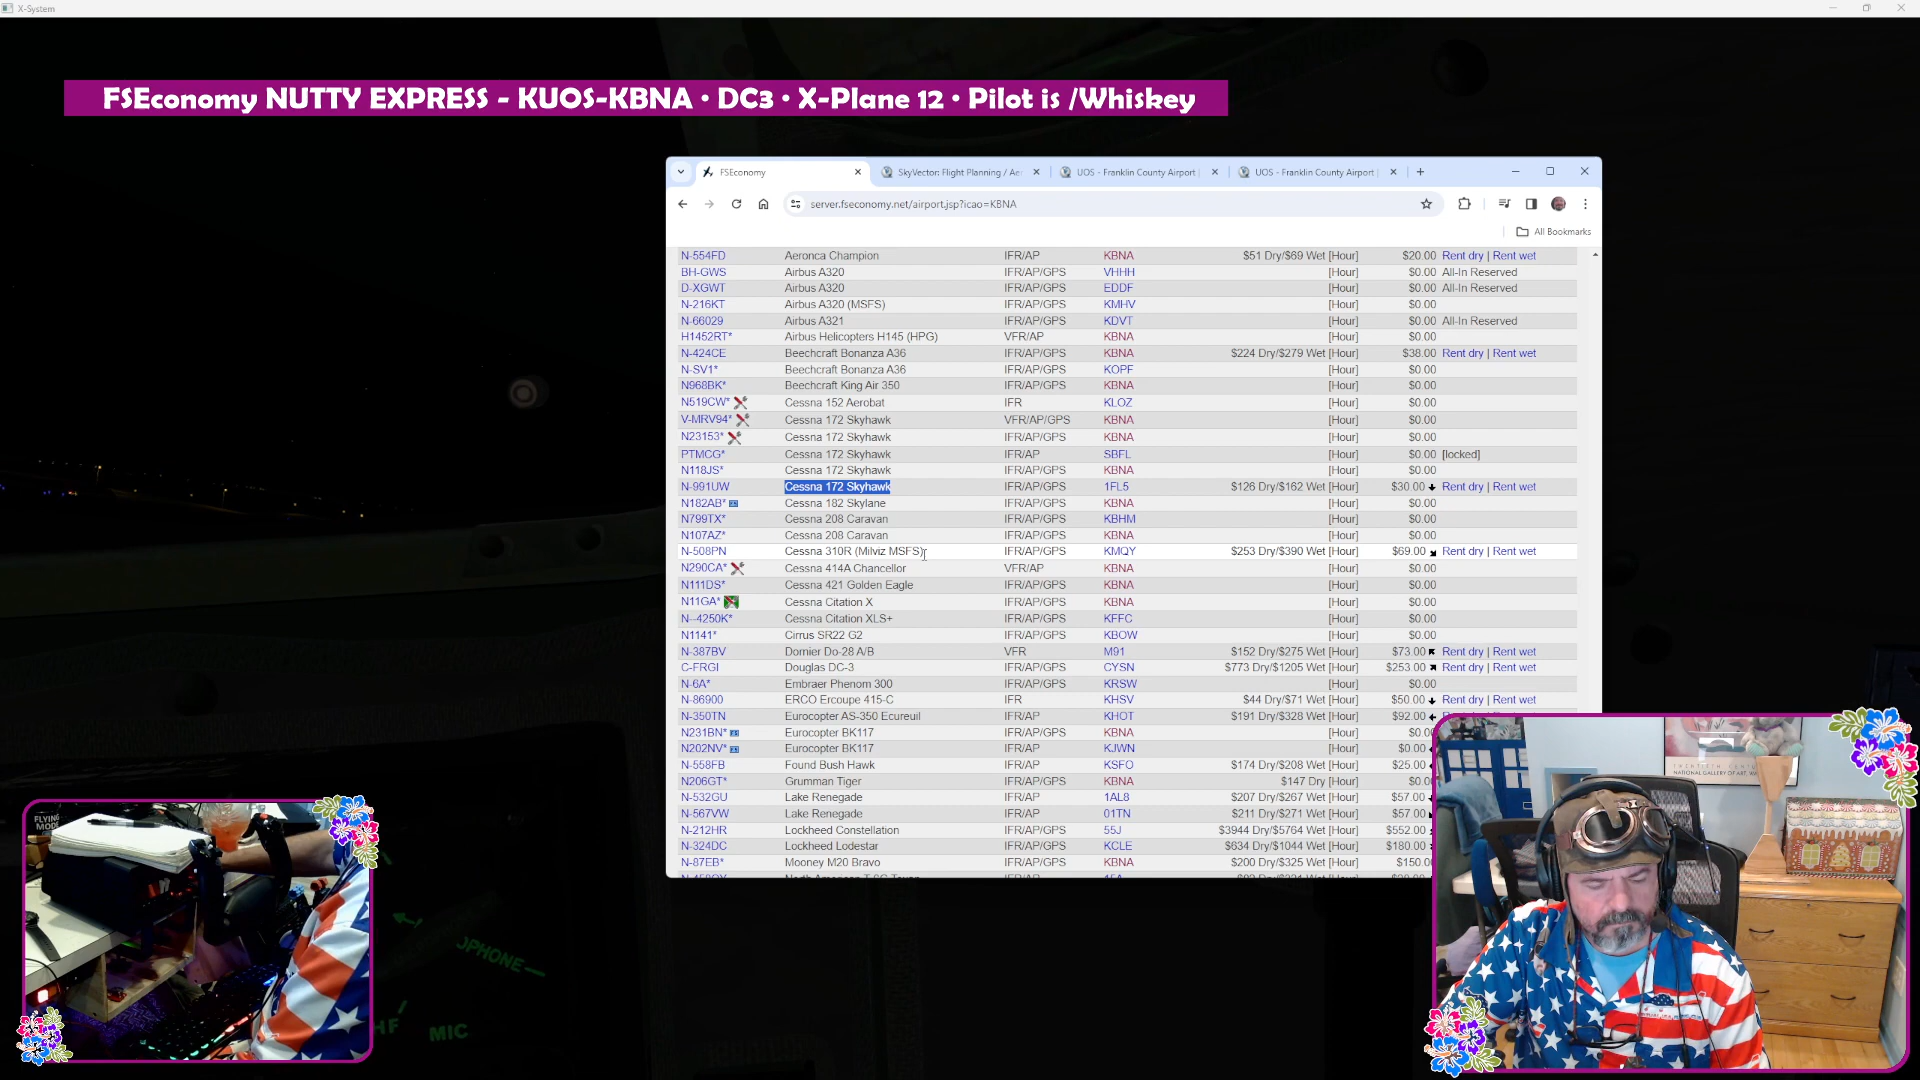 X-System
FSEconomy NUTTY EXPRESS - KUOS-KBNA • DC3 • X-Plane 12 • Pilot is /Whiskey
FSEconomy
SkyVector: Flight Planning / Aer
UOS - Franklin County Airport
UOS - Franklin County Airport
server.fseconomy.net/airport.jsp?icao=KBNA
All Bookmarks
N-554FD Aeronca Champion IFR/AP KBNA $51 Dry/$69 Wet [Hour] $20.00 Rent dry | Rent wet
BH-GWS Airbus A320 IFR/AP/GPS VHHH [Hour] $0.00 All-In Reserved
D-XGWT Airbus A320 IFR/AP/GPS EDDF [Hour] $0.00 All-In Reserved
N-216KT Airbus A320 (MSFS) IFR/AP/GPS KMHV [Hour] $0.00
N-66029 Airbus A321 IFR/AP/GPS KDVT [Hour] $0.00 All-In Reserved
H1452RT* Airbus Helicopters H145 (HPG) VFR/AP KBNA [Hour] $0.00
N-424CE Beechcraft Bonanza A36 IFR/AP/GPS KBNA $224 Dry/$279 Wet [Hour] $38.00 Rent dry | Rent wet
N-SV1* Beechcraft Bonanza A36 IFR/AP/GPS KOPF [Hour] $0.00
N968BK* Beechcraft King Air 350 IFR/AP/GPS KBNA [Hour] $0.00
N519CW* Cessna 152 Aerobat IFR KLOZ [Hour] $0.00
V-MRV94* Cessna 172 Skyhawk VFR/AP/GPS KBNA [Hour] $0.00
N23153* Cessna 172 Skyhawk IFR/AP/GPS KBNA [Hour] $0.00
PTMCG* Cessna 172 Skyhawk IFR/AP SBFL [Hour] $0.00 [locked]
N118JS* Cessna 172 Skyhawk IFR/AP/GPS KBNA [Hour] $0.00
N-991UW Cessna 172 Skyhawk IFR/AP/GPS 1FL5 $126 Dry/$162 Wet [Hour] $30.00 Rent dry | Rent wet
N182AB* Cessna 182 Skylane IFR/AP/GPS KBNA [Hour] $0.00
N799TX* Cessna 208 Caravan IFR/AP/GPS KBHM [Hour] $0.00
N107AZ* Cessna 208 Caravan IFR/AP/GPS KBNA [Hour] $0.00
N-508PN Cessna 310R (Milviz MSFS) IFR/AP/GPS KMQY $253 Dry/$390 Wet [Hour] $69.00 Rent dry | Rent wet
N290CA* Cessna 414A Chancellor VFR/AP KBNA [Hour] $0.00
N111DS* Cessna 421 Golden Eagle IFR/AP/GPS KBNA [Hour] $0.00
N11GA* Cessna Citation X IFR/AP/GPS KBNA [Hour] $0.00
N--4250K* Cessna Citation XLS+ IFR/AP/GPS KFFC [Hour] $0.00
N1141* Cirrus SR22 G2 IFR/AP/GPS KBOW [Hour] $0.00
N-387BV Dornier Do-28 A/B VFR M91 $152 Dry/$275 Wet [Hour] $73.00 Rent dry | Rent wet
C-FRGI Douglas DC-3 IFR/AP/GPS CYSN $773 Dry/$1205 Wet [Hour] $253.00 Rent dry | Rent wet
N-6A* Embraer Phenom 300 IFR/AP/GPS KRSW [Hour] $0.00
N-86900 ERCO Ercoupe 415-C IFR KHSV $44 Dry/$71 Wet [Hour] $50.00 Rent dry | Rent wet
N-350TN Eurocopter AS-350 Ecureuil IFR/AP KHOT $191 Dry/$328 Wet [Hour] $92.00
N231BN* Eurocopter BK117 IFR/AP/GPS KBNA [Hour] $0.00
N202NV* Eurocopter BK117 IFR/AP KJWN [Hour] $0.00
N-558FB Found Bush Hawk IFR/AP KSFO $174 Dry/$208 Wet [Hour] $25.00
N206GT* Grumman Tiger IFR/AP/GPS KBNA $147 Dry [Hour] $0.0
N-532GU Lake Renegade IFR/AP 1AL8 $207 Dry/$267 Wet [Hour] $57.00
N-567VW Lake Renegade IFR/AP 01TN $211 Dry/$271 Wet [Hour] $57.00
N-212HR Lockheed Constellation IFR/AP/GPS 55J $3944 Dry/$5764 Wet [Hour] $552.00
N-324DC Lockheed Lodestar IFR/AP KCLE $634 Dry/$1044 Wet [Hour] $180.00
N-87EB* Mooney M20 Bravo IFR/AP/GPS KBNA $200 Dry/$325 Wet [Hour] $150.0
FLYING
MODE
MIC
NATIONAL GALLERY OF ART